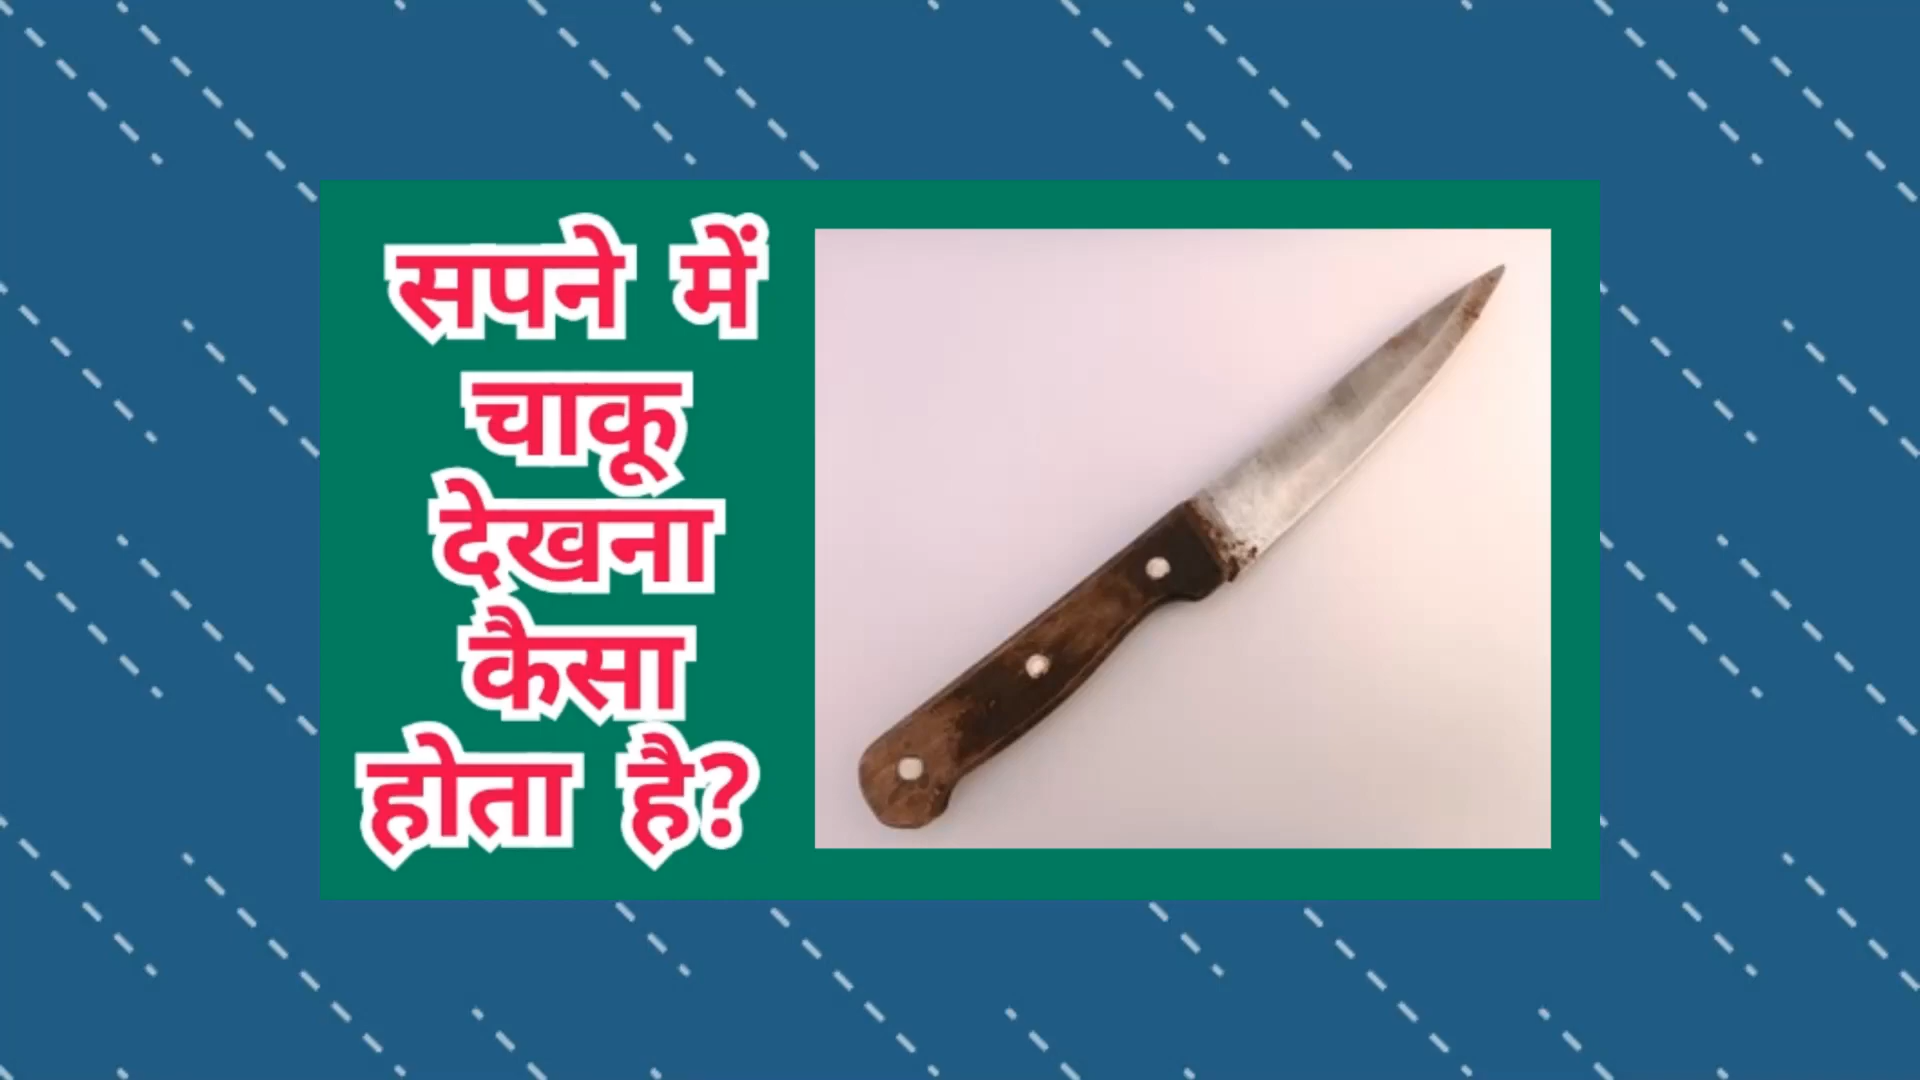 सपने में
चाकू
देखना
कैसा
होता है?